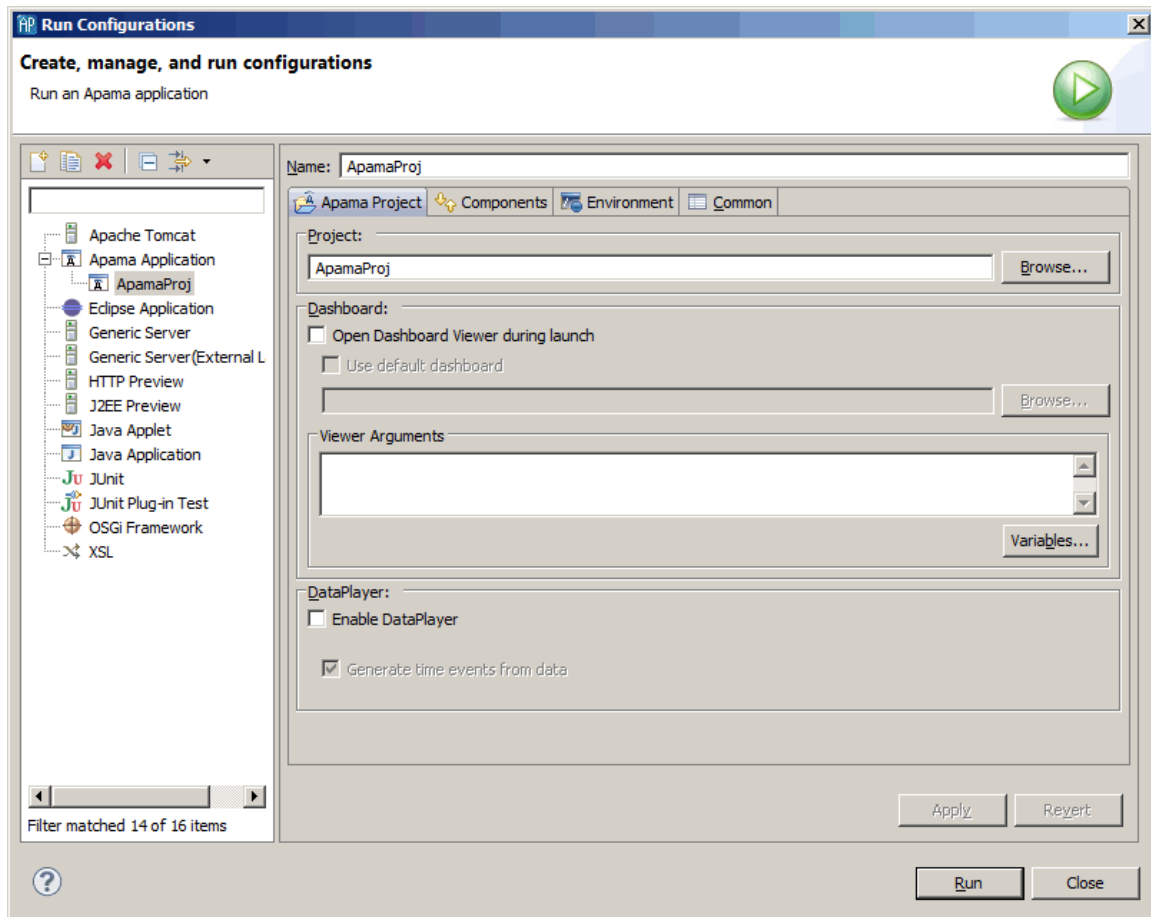 Run Configurations
Create, manage, and run configurations
Run an Apama application
Name: ApamaProj
Apama Project Components Environment Common
Apache Tomcat
Apama Application
ApamaProj
Eclipse Application
Generic Server
Generic Server(External L
HTTP Preview
J2EE Preview
Java Applet
Java Application
JUnit
JUnit Plug-in Test
OSGi Framework
XSL
Filter matched 14 of 16 items
Project:
ApamaProj Browse...
Dashboard:
Open Dashboard Viewer during launch
Use default dashboard
Browse...
Viewer Arguments
Variables...
DataPlayer:
Enable DataPlayer
Generate time events from data
Apply Revert
Run Close